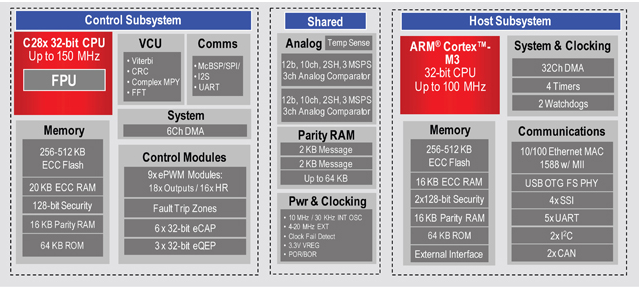 Control Subsystem
C28x 32-bit CPU
Up to 150 MHz
FPU
VCU
• Viterbi
• CRC
• Complex MPY
• FFT
Comms
• McBSP/SPI/
• I2S
• UART
System
6Ch DMA
Memory
256-512 KB
ECC Flash
20 KB ECC RAM
128-bit Security
16 KB Parity RAM
64 KB ROM
Control Modules
9x ePWM Modules:
18x Outputs / 16x HR
Fault Trip Zones
6 x 32-bit eCAP
3 x 32-bit eQEP
Shared
Analog
Temp Sense
12b, 10ch, 2SH, 3 MSPS
3ch Analog Comparator
12b, 10ch, 2SH, 3 MSPS
3ch Analog Comparator
Parity RAM
2 KB Message
2 KB Message
Up to 64 KB
Pwr & Clocking
• 10 MHz / 30 KHz INT OSC
• 4-20 MHz EXT
• Clock Fail Detect
• 3.3V VREG
• POR/BOR
Host Subsystem
ARM® Cortex™-
M3
32-bit CPU
Up to 100 MHz
System & Clocking
32Ch DMA
4 Timers
2 Watchdogs
Memory
256-512 KB
ECC Flash
16 KB ECC RAM
2x128-bit Security
16 KB Parity RAM
64 KB ROM
External Interface
Communications
10/100 Ethernet MAC
1588 w/ MII
USB OTG FS PHY
4x SSI
5x UART
2x I²C
2x CAN